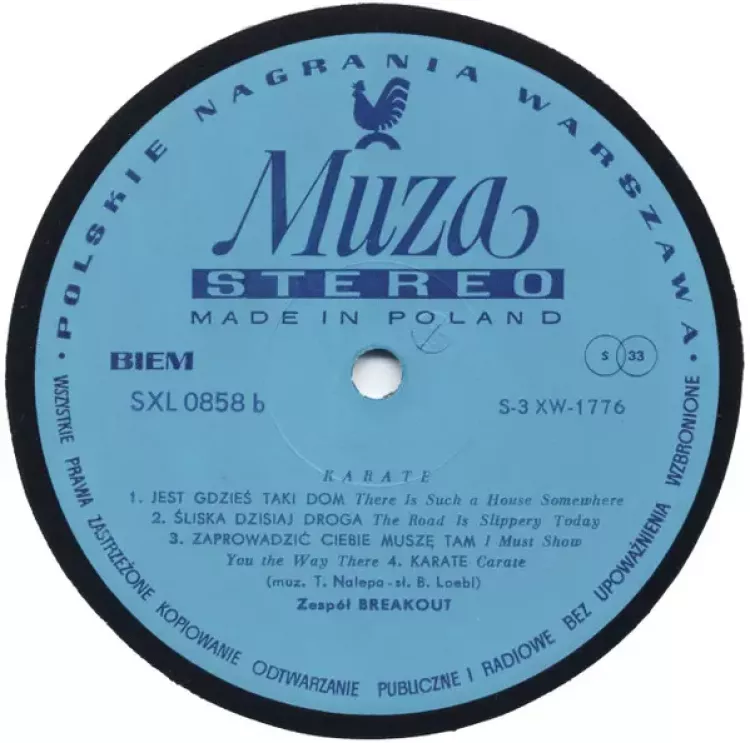 • POLSKIE NAGRANIA WARSZAWA •
Muza
STEREO
MADE IN POLAND
BIEM
S 33
SXL 0858 b
S-3 XW-1776
KARATE
1. JEST GDZIEŚ TAKI DOM There Is Such a House Somewhere
2. ŚLISKA DZISIAJ DROGA The Road Is Slippery Today
3. ZAPROWADZIĆ CIEBIE MUSZĘ TAM I Must Show
You the Way There 4. KARATE Carate
(muz. T. Nalepa - sł. B. Loebl)
Zespół BREAKOUT
WSZYSTKIE PRAWA ZASTRZEŻONE KOPIOWANIE ODTWARZANIE PUBLICZNE I RADIOWE BEZ UPOWAŻNIENIA WZBRONIONE